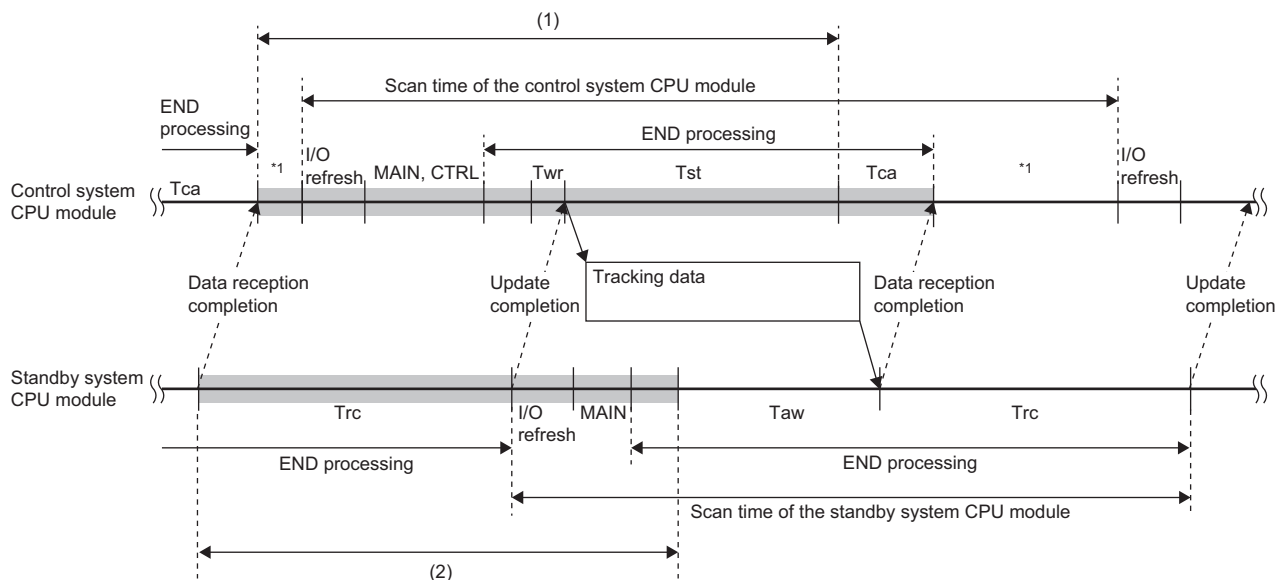 (1)
Scan time of the control system CPU module
END
processing
END processing
*1
I/O
refresh
MAIN, CTRL
Twr
Tst
Tca
*1
I/O
refresh
Control system
CPU module
Tca
Data reception
completion
Update
completion
Tracking data
Data reception
completion
Update
completion
Standby system
CPU module
Trc
I/O
refresh
MAIN
Taw
Trc
END processing
END processing
Scan time of the standby system CPU module
(2)